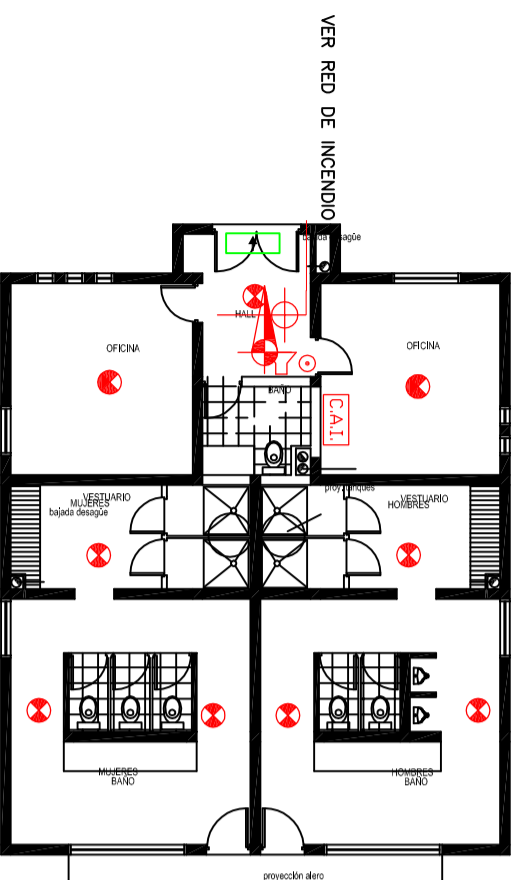 VER RED DE INCENDIO
bajada desagüe
HALL
OFICINA
OFICINA
BAÑO
C.A.I.
proy.tanques
VESTUARIO
MUJERES
bajada desagüe
VESTUARIO
HOMBRES
MUJERES
BAÑO
HOMBRES
BAÑO
proyección alero